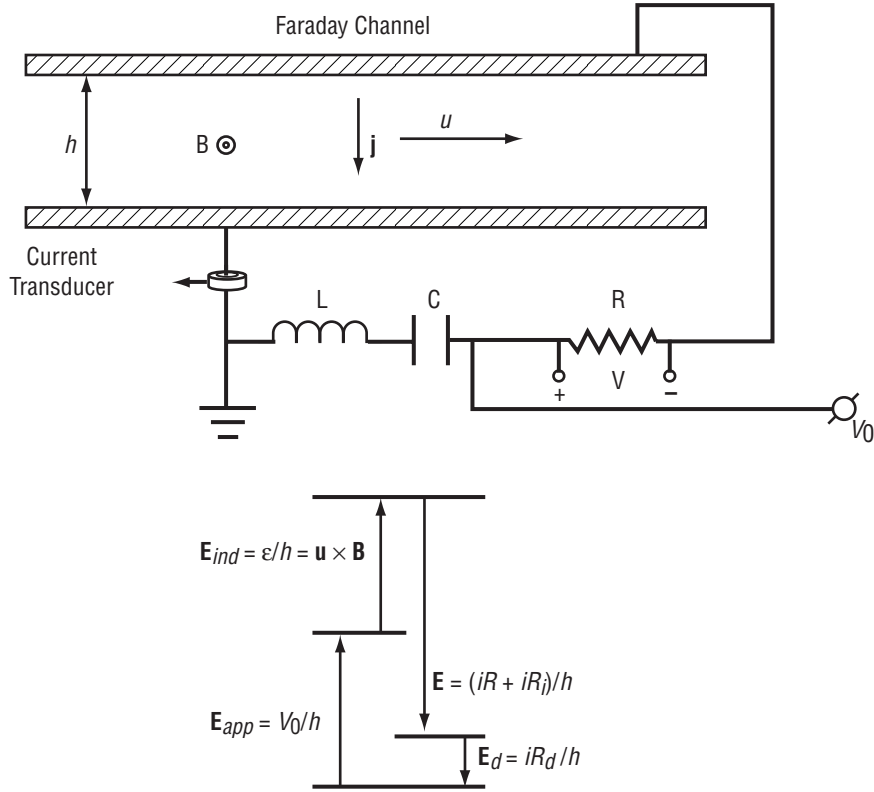 Faraday Channel
h
B
j
u
Current
Transducer
L
C
R
+
V
–
V0
Eind = ε/h = u × B
E = (iR + iRi)/h
Eapp = V0/h
Ed = iRd/h